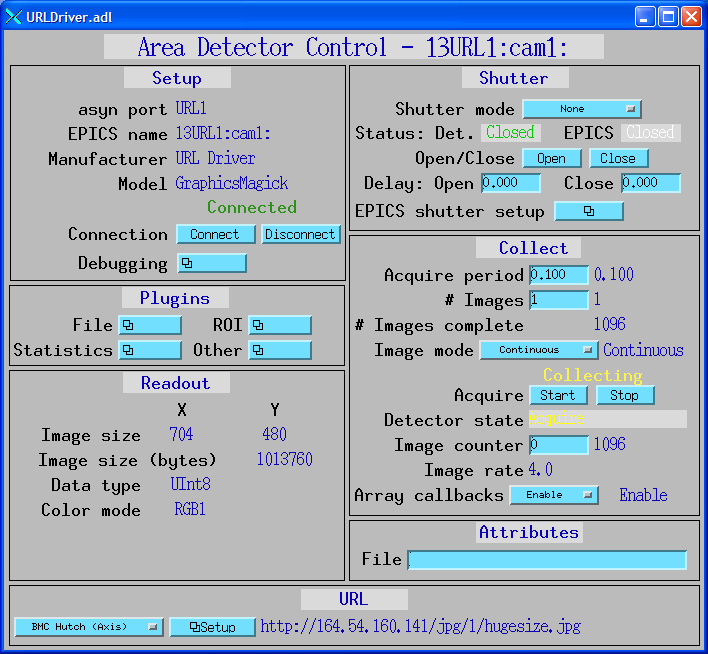 URLDriver.adl
Area Detector Control - 13URL1:cam1:
Setup
asyn port URL1
EPICS name 13URL1:cam1:
Manufacturer URL Driver
Model GraphicsMagick
Connected
Connection Connect Disconnect
Debugging
Plugins
File ROI
Statistics Other
Readout
X Y
Image size 704 480
Image size (bytes) 1013760
Data type UInt8
Color mode RGB1
Shutter
Shutter mode None
Status: Det. Closed EPICS Closed
Open/Close Open Close
Delay: Open 0.000 Close 0.000
EPICS shutter setup
Collect
Acquire period 0.100 0.100
# Images 1 1
# Images complete 1096
Image mode Continuous Continuous
Collecting
Acquire Start Stop
Detector state Acquire
Image counter 0 1096
Image rate 4.0
Array callbacks Enable Enable
Attributes
File
URL
BMC Hutch (Axis) Setup http://164.54.160.141/jpg/1/hugesize.jpg